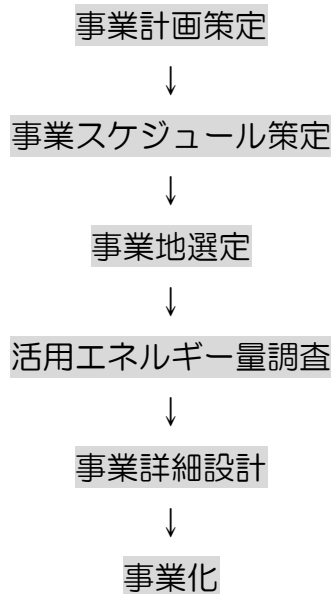 事業計画策定
↓
事業スケジュール策定
↓
事業地選定
↓
活用エネルギー量調査
↓
事業詳細設計
↓
事業化